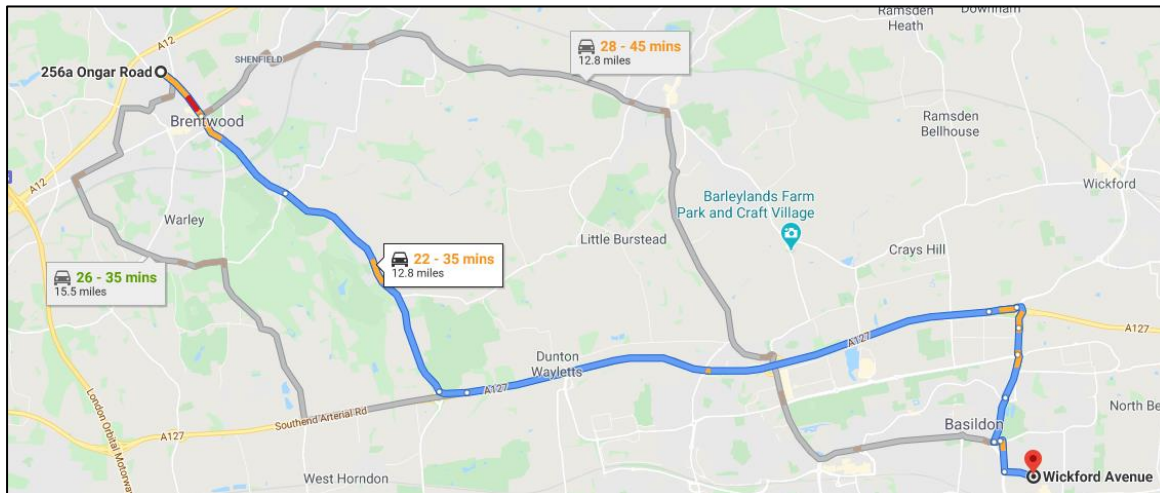 Ramsden
Heath
Downham
A12
28 - 45 mins
12.8 miles
SHENFIELD
256a Ongar Road
Brentwood
Ramsden
Bellhouse
A12
Wickford
Barleylands Farm
Park and Craft Village
Warley
Little Burstead
Crays Hill
22 - 35 mins
12.8 miles
26 - 35 mins
15.5 miles
A127
A127
Dunton
Wayletts
A127
London Orbital Motorway
Southend Arterial Rd
A127
North Be
Basildon
West Horndon
Wickford Avenue